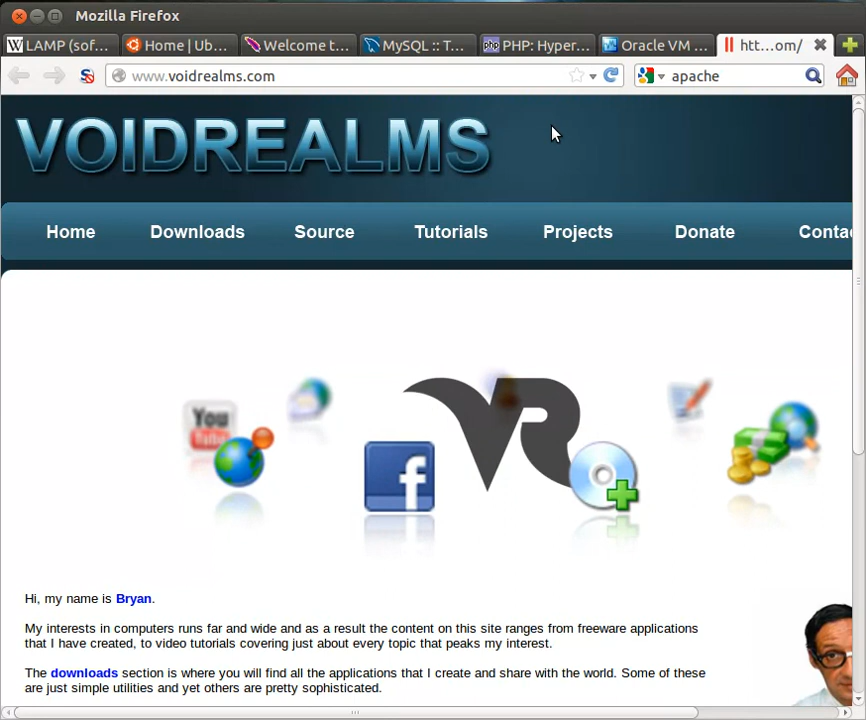 Mozilla Firefox
LAMP (sof...
Home | Ub...
Welcome t...
MySQL :: T...
PHP: Hyper...
Oracle VM ...
htt...om/
www.voidrealms.com
apache
VOIDREALMS
Home Downloads Source Tutorials Projects Donate Contac
You
Tube
f
VR
Hi, my name is Bryan.
My interests in computers runs far and wide and as a result the content on this site ranges from freeware applications
that I have created, to video tutorials covering just about every topic that peaks my interest.
The downloads section is where you will find all the applications that I create and share with the world. Some of these
are just simple utilities and yet others are pretty sophisticated.